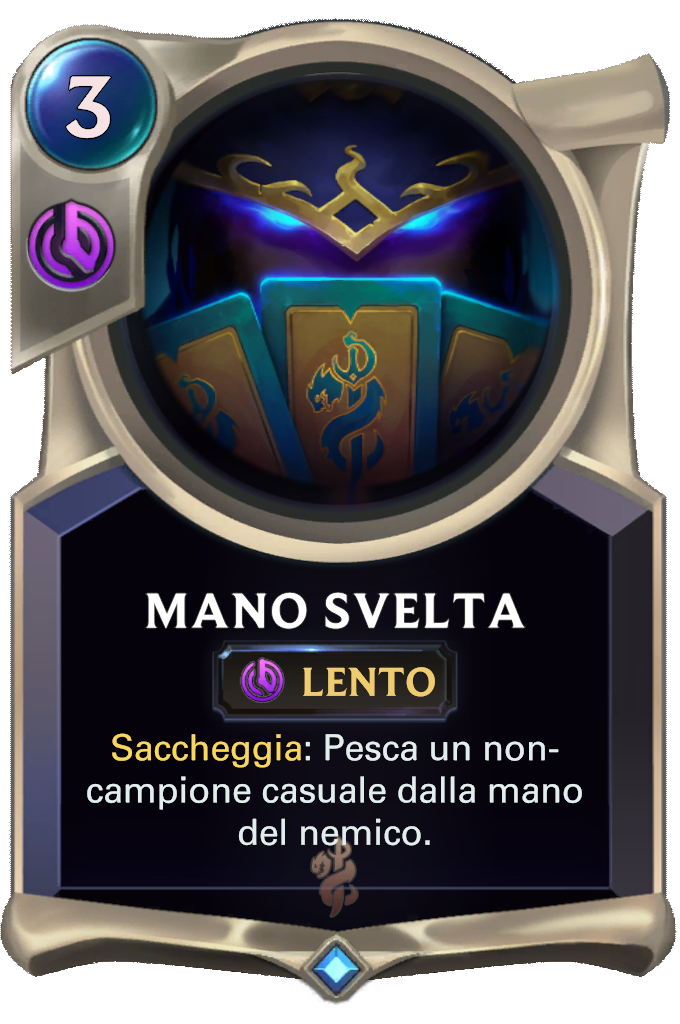 3
MANO SVELTA
LENTO
Saccheggia: Pesca un non-
campione casuale dalla mano
del nemico.